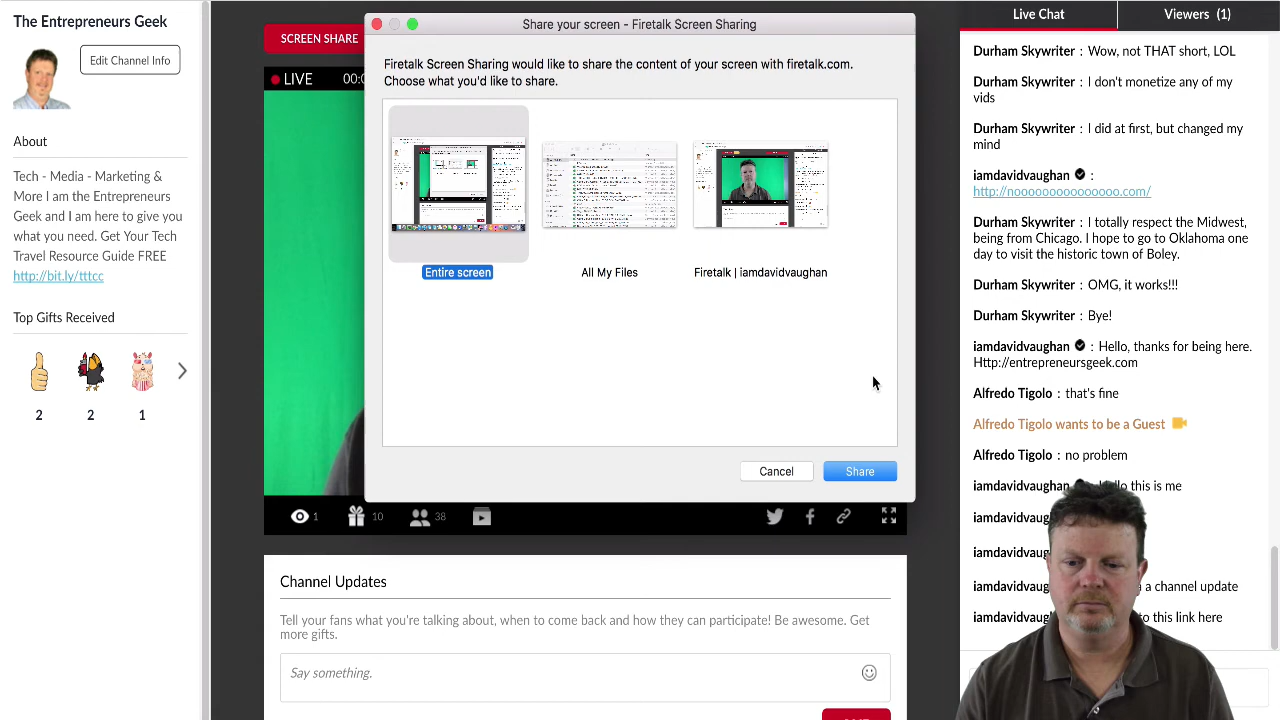 The Entrepreneurs Geek
Edit Channel Info
About
Tech - Media - Marketing &
More I am the Entrepreneurs
Geek and I am here to give you
what you need. Get Your Tech
Travel Resource Guide FREE
http://bit.ly/tttcc
Top Gifts Received
2
2
1
SCREEN SHARE
LIVE
Share your screen - Firetalk Screen Sharing
Firetalk Screen Sharing would like to share the content of your screen with firetalk.com.
Choose what you'd like to share.
Entire screen
All My Files
Firetalk | iamdavidvaughan
Cancel
Share
1
10
38
Channel Updates
Tell your fans what you're talking about, when to come back and how they can participate! Be awesome. Get
more gifts.
Say something.
Live Chat
Viewers (1)
Durham Skywriter : Wow, not THAT short, LOL
Durham Skywriter : I don't monetize any of my
vids
Durham Skywriter : I did at first, but changed my
mind
iamdavidvaughan :
http://nooooooooooooooo.com/
Durham Skywriter : I totally respect the Midwest,
being from Chicago. I hope to go to Oklahoma one
day to visit the historic town of Boley.
Durham Skywriter : OMG, it works!!!
Durham Skywriter : Bye!
iamdavidvaughan : Hello, thanks for being here.
Http://entrepreneursgeek.com
Alfredo Tigolo : that's fine
Alfredo Tigolo wants to be a Guest
Alfredo Tigolo : no problem
iamdavidvaughan : hello this is me
iamdavidvaug
iamdavidvaug
iamdavidvaug a channel update
iamdavidvaug to this link here